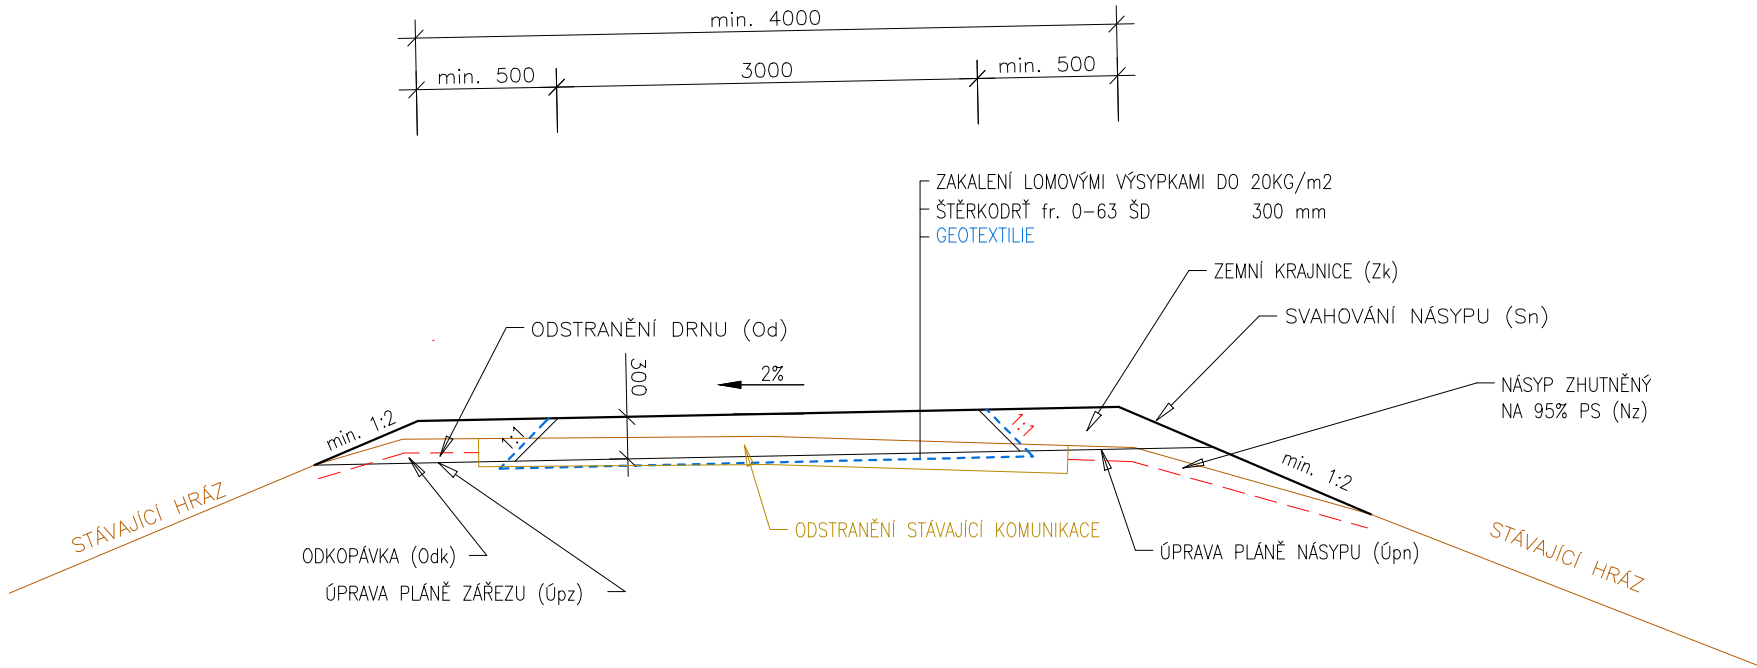 min. 4000
min. 500
3000
min. 500
ZAKALENÍ LOMOVÝMI VÝSYPKAMI DO 20KG/m2
ŠTĚRKODRŤ fr. 0-63 ŠD 300 mm
GEOTEXTILIE
ZEMNÍ KRAJNICE (Zk)
SVAHOVÁNÍ NÁSYPU (Sn)
ODSTRANĚNÍ DRNU (Od)
300
2%
NÁSYP ZHUTNĚNÝ
NA 95% PS (Nz)
min. 1:2
1:1
1:1
min. 1:2
STÁVAJÍCÍ HRÁZ
ODSTRANĚNÍ STÁVAJÍCÍ KOMUNIKACE
STÁVAJÍCÍ HRÁZ
ODKOPÁVKA (Odk)
ÚPRAVA PLÁNĚ NÁSYPU (Úpn)
ÚPRAVA PLÁNĚ ZÁŘEZU (Úpz)